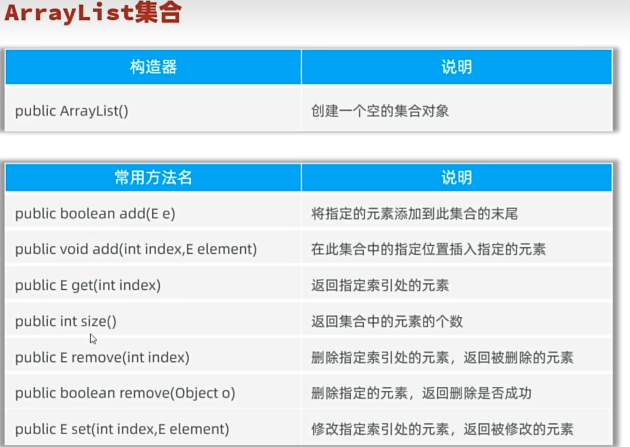 ArrayList集合
构造器 说明
public ArrayList() 创建一个空的集合对象
常用方法名 说明
public boolean add(E e) 将指定的元素添加到此集合的末尾
public void add(int index,E element) 在此集合中的指定位置插入指定的元素
public E get(int index) 返回指定索引处的元素
public int size() 返回集合中的元素的个数
public E remove(int index) 删除指定索引处的元素，返回被删除的元素
public boolean remove(Object o) 删除指定的元素，返回删除是否成功
public E set(int index,E element) 修改指定索引处的元素，返回被修改的元素